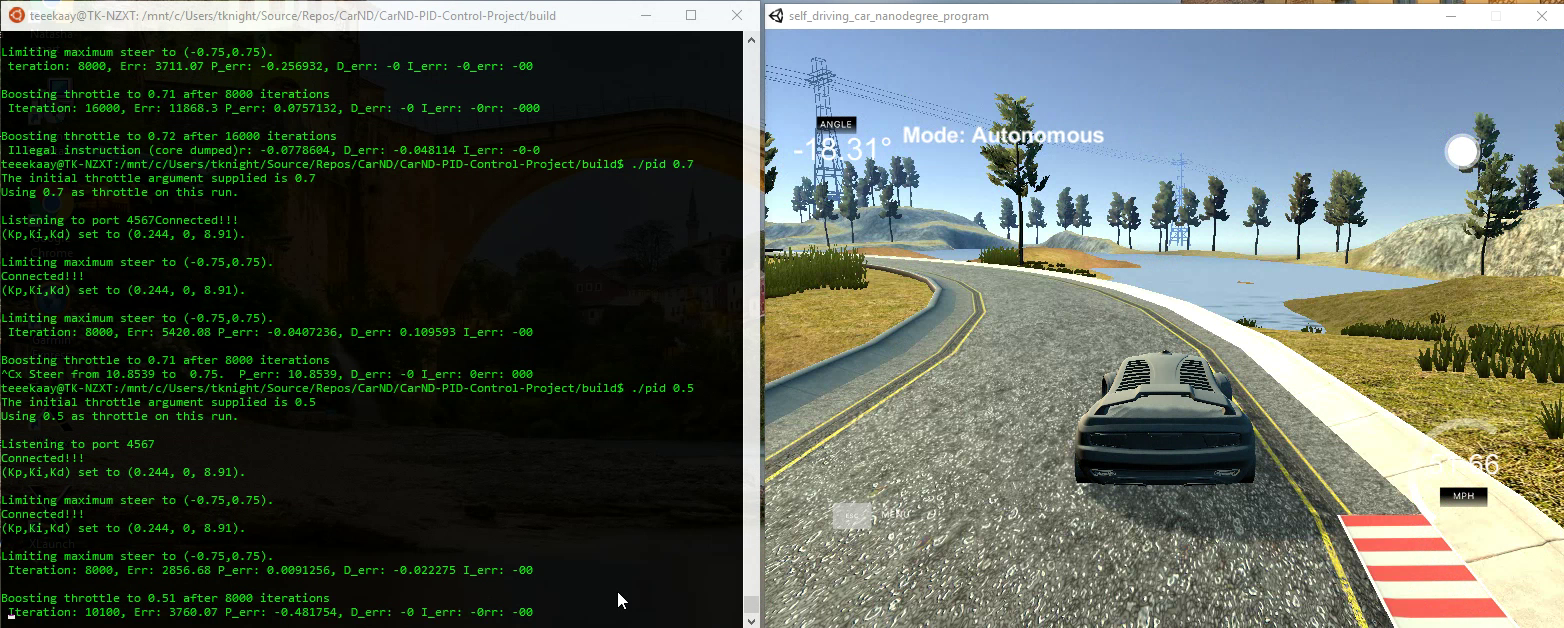 teeekaay@TK-NZXT: /mnt/c/Users/tknight/Source/Repos/CarND/CarND-PID-Control-Project/build
Limiting maximum steer to (-0.75,0.75).
teration: 8000, Err: 3711.07 P_err: -0.256932, D_err: -0 I_err: -0_err: -00
Boosting throttle to 0.71 after 8000 iterations
Iteration: 16000, Err: 11868.3 P_err: 0.0757132, D_err: -0 I_err: -0rr: -000
Boosting throttle to 0.72 after 16000 iterations
Illegal instruction (core dumped)r: -0.0778604, D_err: -0.048114 I_err: -0-0
teeekaay@TK-NZXT:/mnt/c/Users/tknight/Source/Repos/CarND/CarND-PID-Control-Project/build$ ./pid 0.7
The initial throttle argument supplied is 0.7
Using 0.7 as throttle on this run.
Listening to port 4567Connected!!!
(Kp,Ki,Kd) set to (0.244, 0, 8.91).
Limiting maximum steer to (-0.75,0.75).
Connected!!!
(Kp,Ki,Kd) set to (0.244, 0, 8.91).
Limiting maximum steer to (-0.75,0.75).
Iteration: 8000, Err: 5420.08 P_err: -0.0407236, D_err: 0.109593 I_err: -00
Boosting throttle to 0.71 after 8000 iterations
^Cx Steer from 10.8539 to  0.75.  P_err: 10.8539, D_err: -0 I_err: 0err: 000
teeekaay@TK-NZXT:/mnt/c/Users/tknight/Source/Repos/CarND/CarND-PID-Control-Project/build$ ./pid 0.5
The initial throttle argument supplied is 0.5
Using 0.5 as throttle on this run.
Listening to port 4567
Connected!!!
(Kp,Ki,Kd) set to (0.244, 0, 8.91).
Limiting maximum steer to (-0.75,0.75).
Connected!!!
(Kp,Ki,Kd) set to (0.244, 0, 8.91).
Limiting maximum steer to (-0.75,0.75).
Iteration: 8000, Err: 2856.68 P_err: 0.0091256, D_err: -0.022275 I_err: -00
Boosting throttle to 0.51 after 8000 iterations
Iteration: 10100, Err: 3760.07 P_err: -0.481754, D_err: -0 I_err: -0rr: -00
self_driving_car_nanodegree_program
ANGLE
-18.31°
Mode: Autonomous
MPH
ESC
MENU